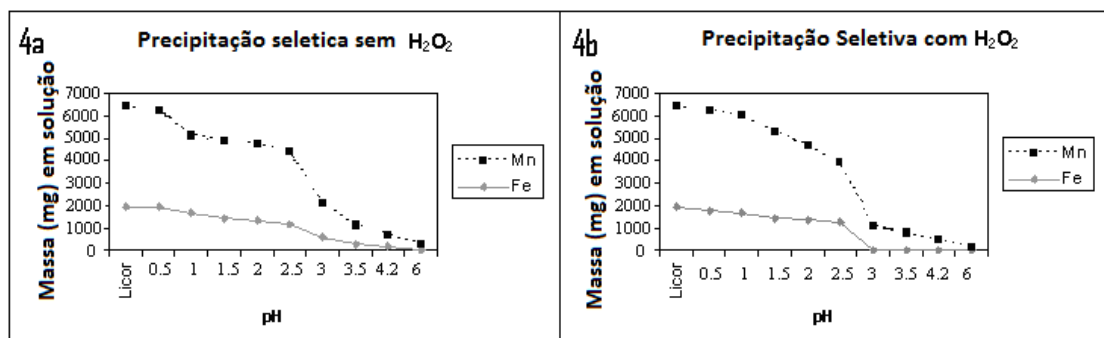 4a
Precipitação seletica sem H₂O₂
Massa (mg) em solução
7000
6000
5000
4000
3000
2000
1000
0
Licor
0.5
1
1.5
2
2.5
3
3.5
4.2
6
pH
Mn
Fe
4b
Precipitação Seletiva com H₂O₂
Massa (mg) em solução
7000
6000
5000
4000
3000
2000
1000
0
Licor
0.5
1
1.5
2
2.5
3
3.5
4.2
6
pH
Mn
Fe